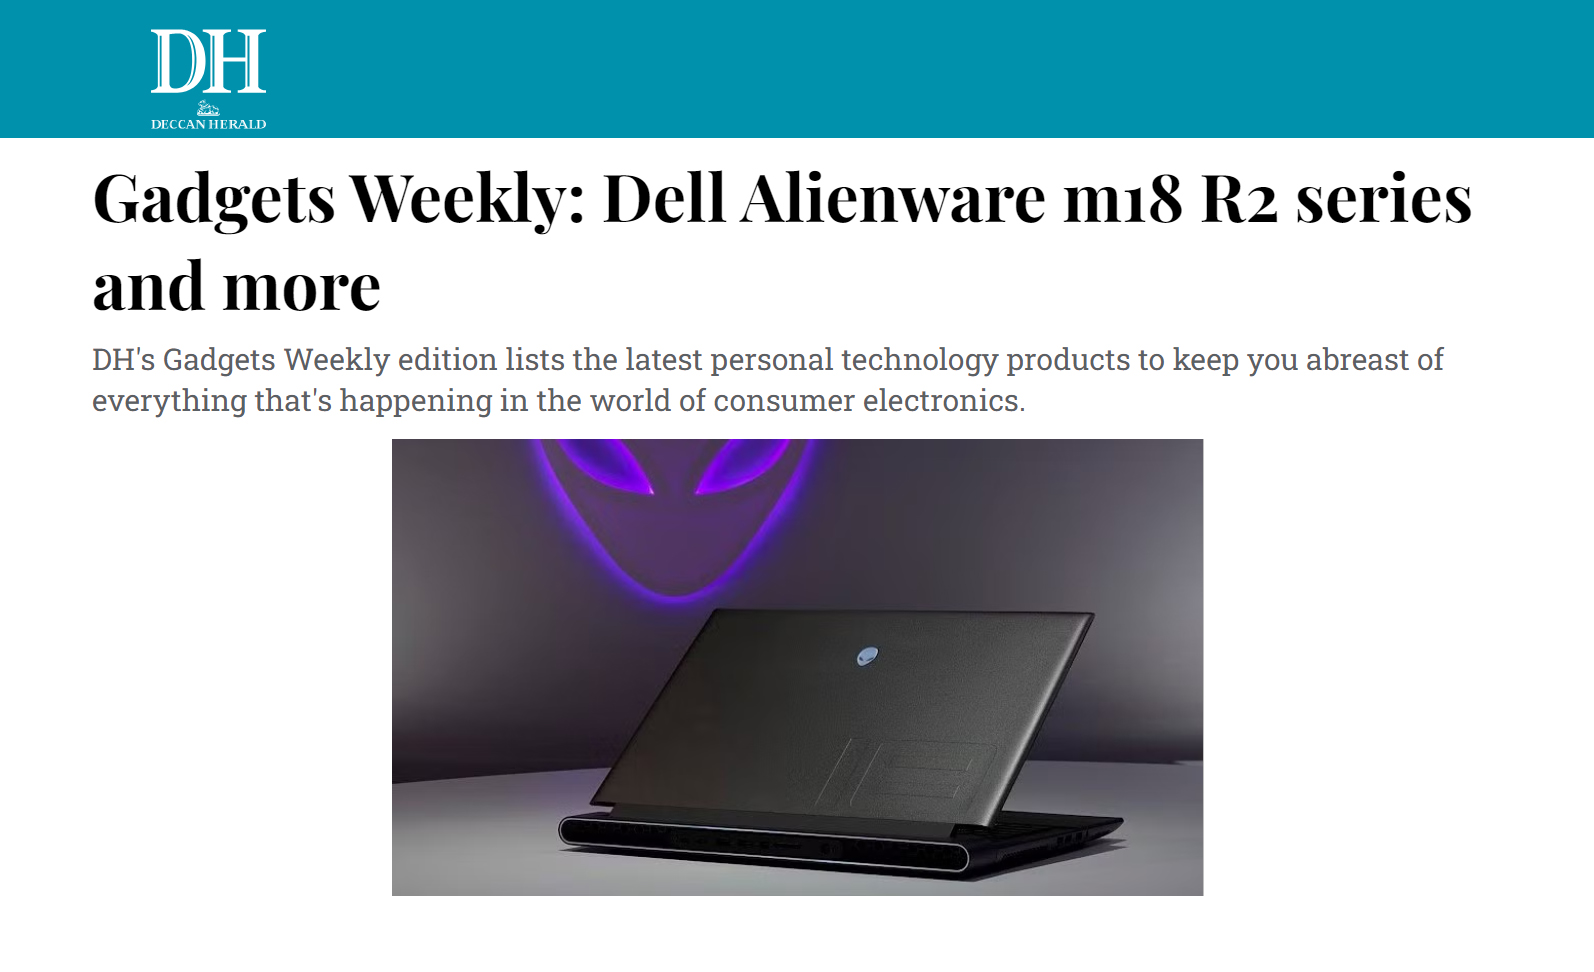 DH
DECCAN HERALD
Gadgets Weekly: Dell Alienware m18 R2 series
and more
DH's Gadgets Weekly edition lists the latest personal technology products to keep you abreast of
everything that's happening in the world of consumer electronics.
18